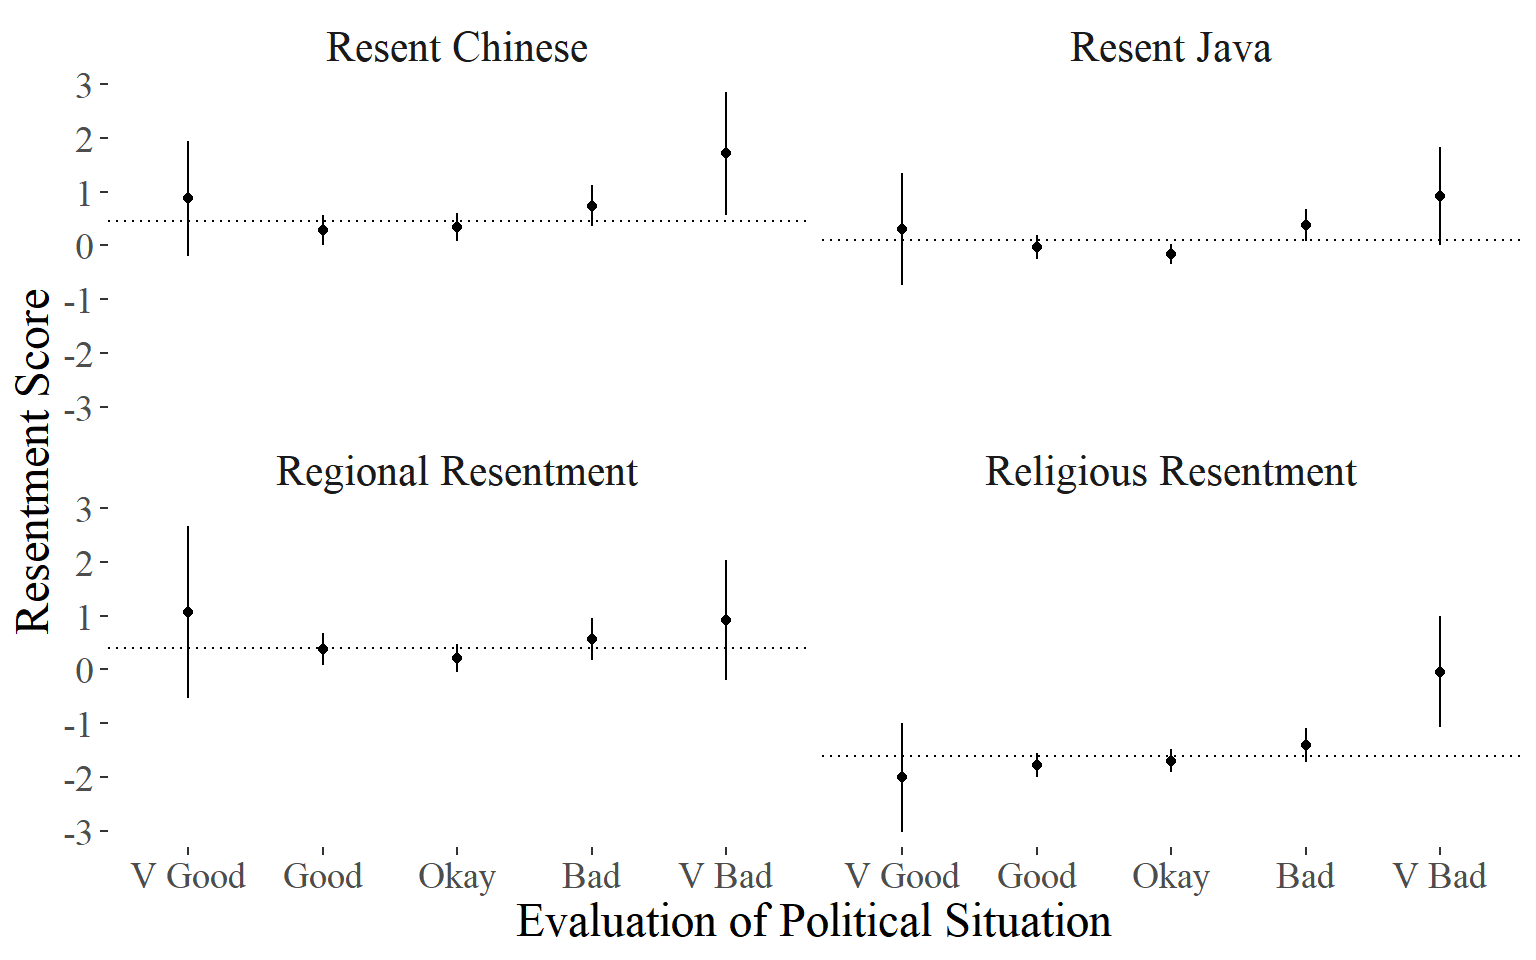 Resent Chinese
Resent Java
3
2
1
0
-1
-2
-3
Resentment Score
Regional Resentment
Religious Resentment
3
2
1
0
-1
-2
-3
V Good Good Okay Bad V Bad
V Good Good Okay Bad V Bad
Evaluation of Political Situation